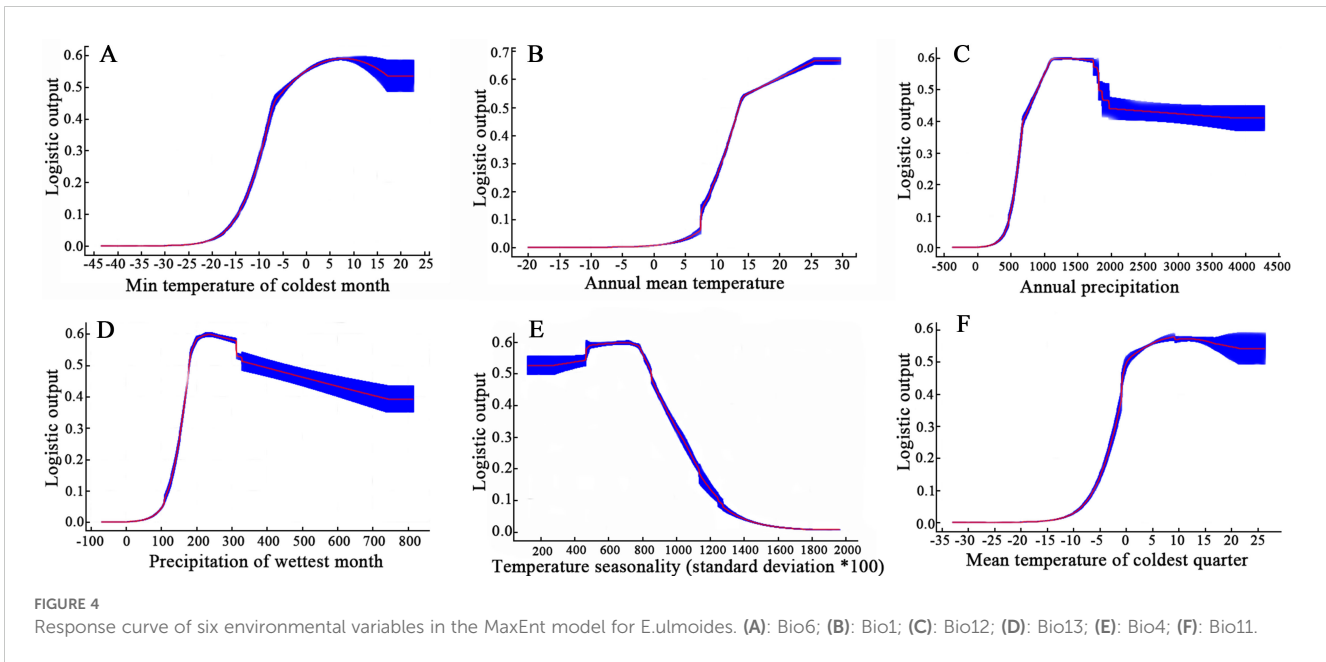 A
0.6
0.5
0.4
0.3
0.2
0.1
0.0
Logistic output
-45 -40 -35 -30 -25 -20 -15 -10 -5 0 5 10 15 20 25
Min temperature of coldest month
B
0.7
0.6
0.5
0.4
0.3
0.2
0.1
0.0
Logistic output
-20 -15 -10 -5 0 5 10 15 20 25 30
Annual mean temperature
C
0.6
0.5
0.4
0.3
0.2
0.1
0.0
Logistic output
-500 0 500 1000 1500 2000 2500 3000 3500 4000 4500
Annual precipitation
D
0.6
0.5
0.4
0.3
0.2
0.1
0.0
Logistic output
-100 0 100 200 300 400 500 600 700 800
Precipitation of wettest month
E
0.6
0.5
0.4
0.3
0.2
0.1
0.0
Logistic output
200 400 600 800 1000 1200 1400 1600 1800 2000
Temperature seasonality (standard deviation *100)
F
0.6
0.5
0.4
0.3
0.2
0.1
0.0
Logistic output
-35 -30 -25 -20 -15 -10 -5 0 5 10 15 20 25
Mean temperature of coldest quarter
FIGURE 4
Response curve of six environmental variables in the MaxEnt model for E.ulmoides. (A): Bio6; (B): Bio1; (C): Bio12; (D): Bio13; (E): Bio4; (F): Bio11.